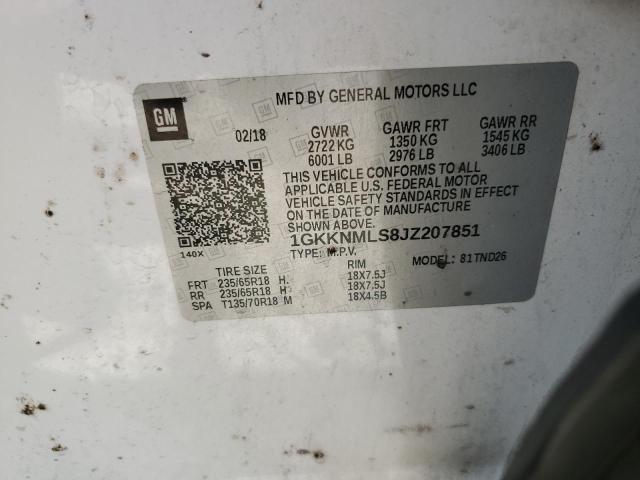 MFD BY GENERAL MOTORS LLC
GM
02/18
GVWR GAWR FRT GAWR RR
2722 KG 1350 KG 1545 KG
6001 LB 2976 LB 3406 LB
THIS VEHICLE CONFORMS TO ALL
APPLICABLE U.S. FEDERAL MOTOR
VEHICLE SAFETY STANDARDS IN EFFECT
ON THE DATE OF MANUFACTURE
SHOWN ABOVE.
1GKKNMLS8JZ207851
140X
TYPE: M.P.V. MODEL: 81TND26
TIRE SIZE RIM
FRT 235/65R18 H 18X7.5J
RR 235/65R18 H 18X7.5J
SPA T135/70R18 M 18X4.5B